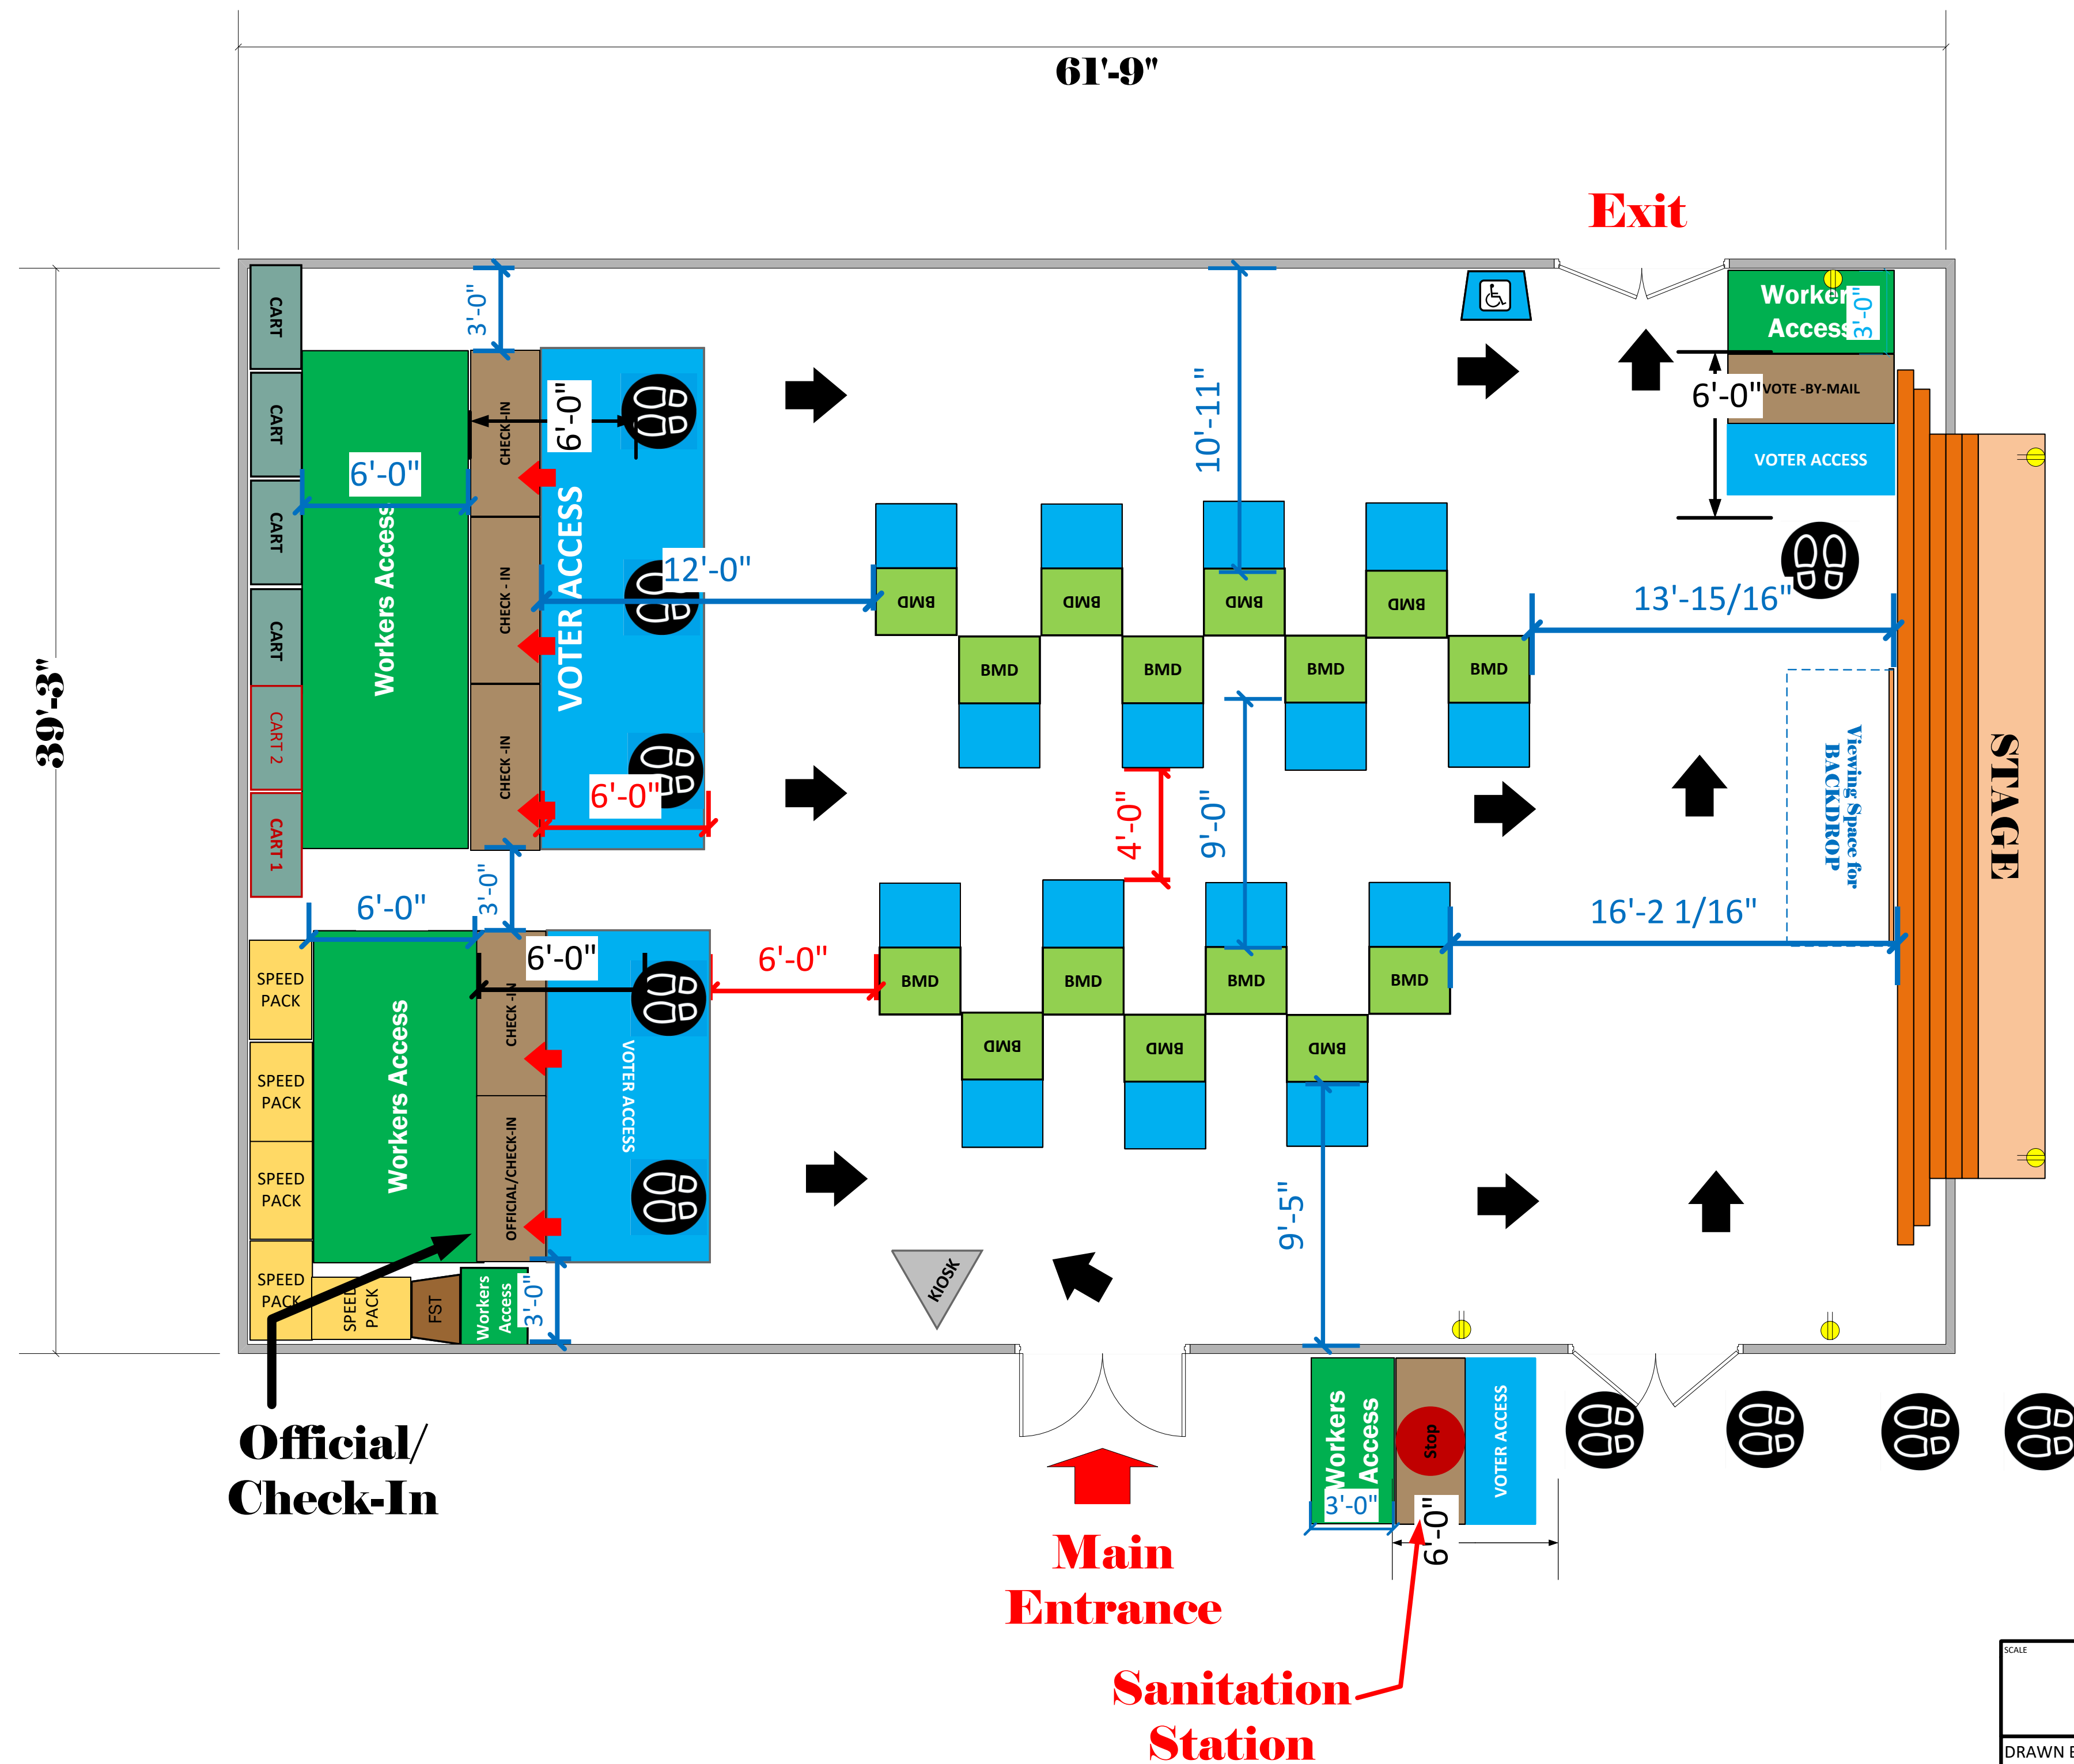 61'-9"
Exit
39'-3"
CART
CART
CART
CART
CART 2
CART 1
3'-0"
Workers Access
6'-0"
CHECK-IN
CHECK - IN
CHECK -IN
6'-0"
VOTER ACCESS
12'-0"
6'-0"
3'-0"
10'-11"
BMD
BMD
BMD
BMD
BMD
BMD
BMD
BMD
4'-0"
9'-0"
Workers
Access
3'-0"
VOTE -BY-MAIL
6'-0"
VOTER ACCESS
13'-15/16"
Viewing Space for
BACKDROP
STAGE
16'-2 1/16"
6'-0"
SPEED
PACK
SPEED
PACK
SPEED
PACK
SPEED
PACK
SPEED
PACK
FST
Workers
Access
3'-0"
Workers Access
CHECK -IN
OFFICIAL/CHECK-IN
6'-0"
VOTER ACCESS
6'-0"
BMD
BMD
BMD
BMD
BMD
BMD
BMD
9'-5"
KIOSK
Official/
Check-In
Main
Entrance
Workers
Access
Stop
VOTER ACCESS
3'-0"
6'-0"
Sanitation
Station
SCALE
DRAWN